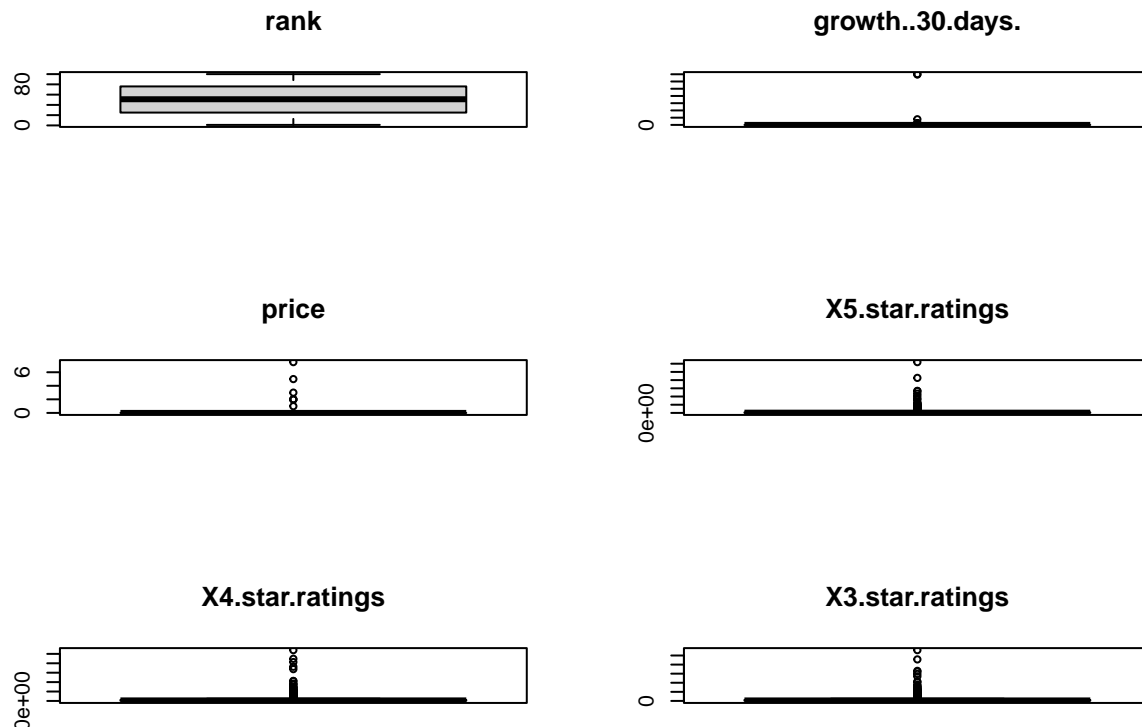 rank
80
0
growth..30.days.
0
price
6
0
X5.star.ratings
0e+00
X4.star.ratings
0e+00
X3.star.ratings
0